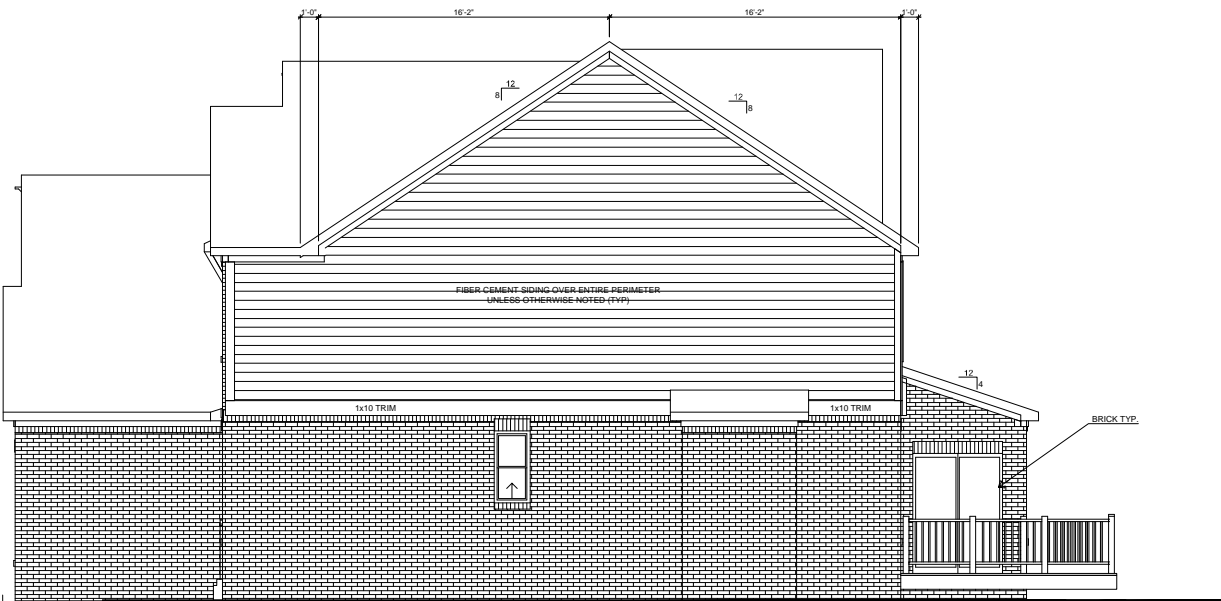 1'-0" 16'-2" 16'-2" 1'-0"
12
8
12
8
FIBER CEMENT SIDING OVER ENTIRE PERIMETER
UNLESS OTHERWISE NOTED (TYP)
12
4
1x10 TRIM 1x10 TRIM
BRICK TYP.